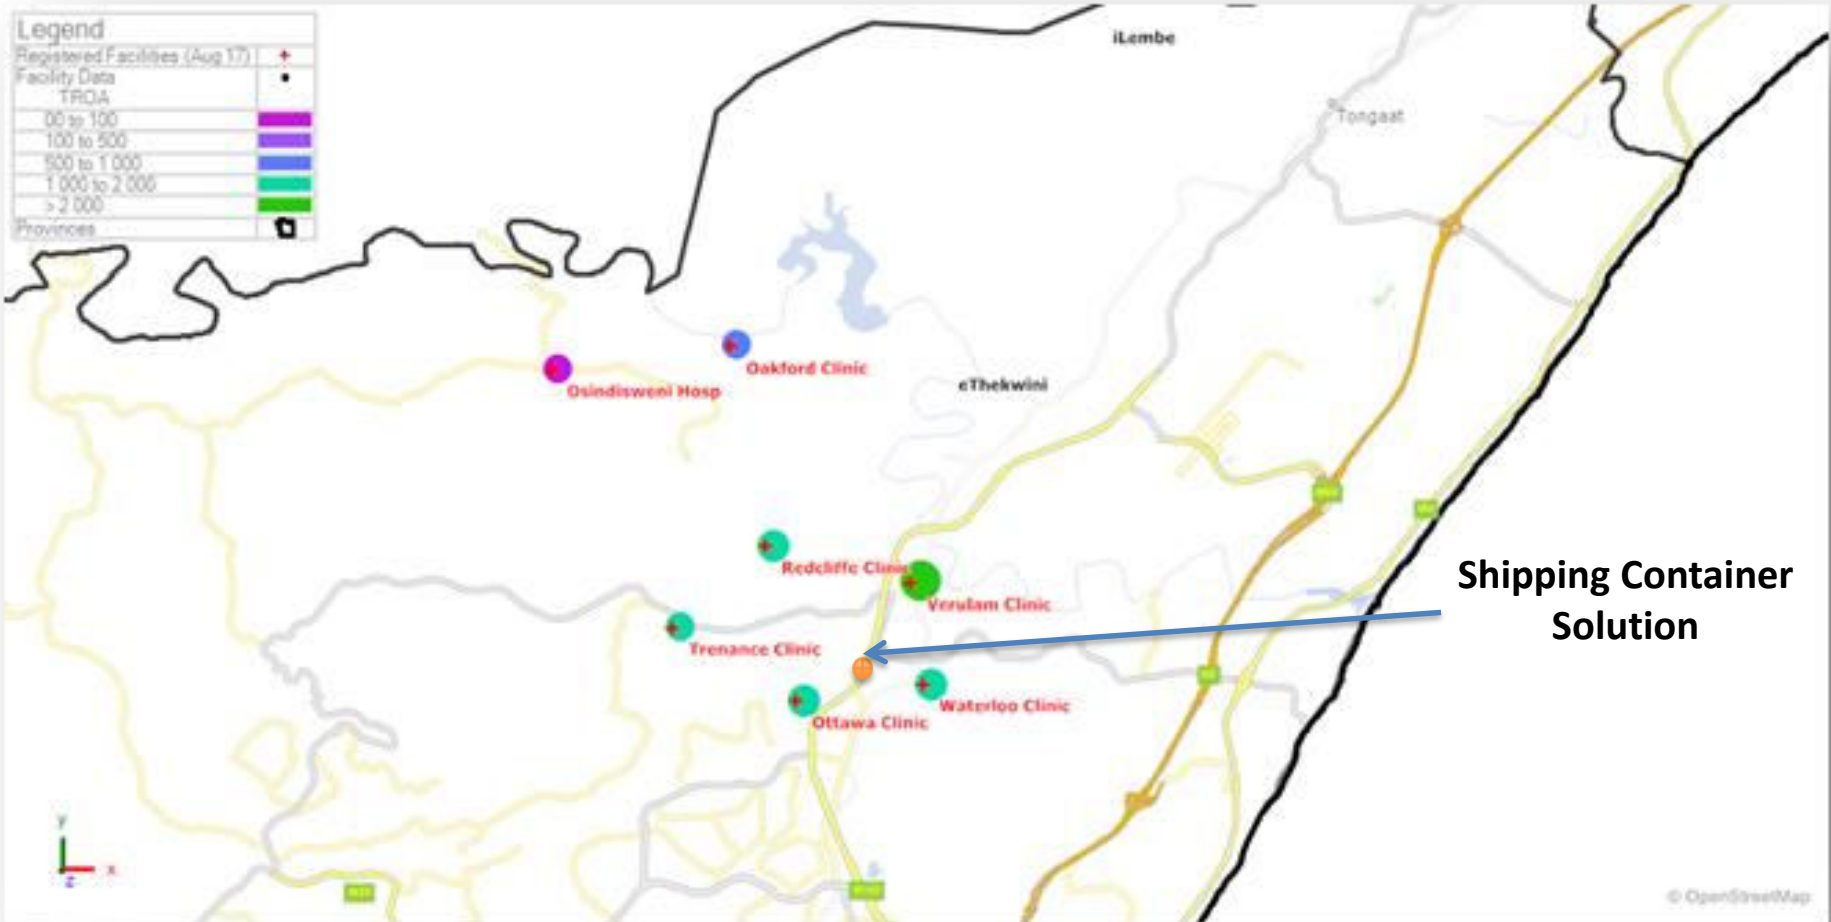 Legend
Registered Facilities (Aug 17)
Facility Data
TROA
00 to 100
100 to 500
500 to 1 000
1 000 to 2 000
> 2 000
Provinces
iLembe
Tongaat
Oakford Clinic
Osindisweni Hosp
eThekwini
Redcliffe Clinic
Verulam Clinic
Shipping Container
Solution
Trenance Clinic
Waterloo Clinic
Ottawa Clinic
y
x
z
© OpenStreetMap